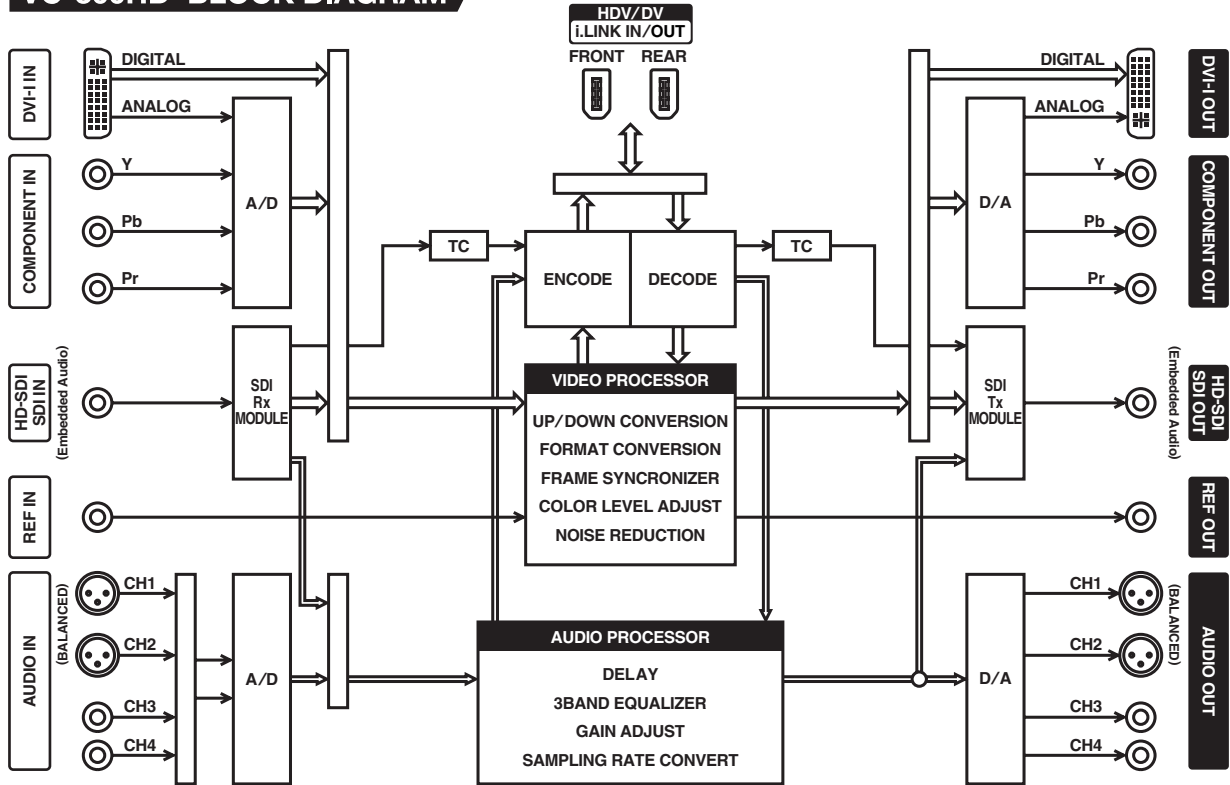 HDV/DV
i.LINK IN/OUT
FRONT REAR
DVI-I IN
DIGITAL
ANALOG
COMPONENT IN
Y
Pb
Pr
A/D
HD-SDI
SDI IN
(Embedded Audio)
SDI
Rx
MODULE
REF IN
AUDIO IN
(BALANCED)
CH1
CH2
CH3
CH4
A/D
TC
ENCODE
DECODE
TC
VIDEO PROCESSOR
UP/DOWN CONVERSION
FORMAT CONVERSION
FRAME SYNCRONIZER
COLOR LEVEL ADJUST
NOISE REDUCTION
AUDIO PROCESSOR
DELAY
3BAND EQUALIZER
GAIN ADJUST
SAMPLING RATE CONVERT
DIGITAL
ANALOG
DVI-I OUT
D/A
Y
Pb
Pr
COMPONENT OUT
SDI
Tx
MODULE
(Embedded Audio)
HD-SDI
SDI OUT
REF OUT
D/A
CH1
CH2
CH3
CH4
(BALANCED)
AUDIO OUT